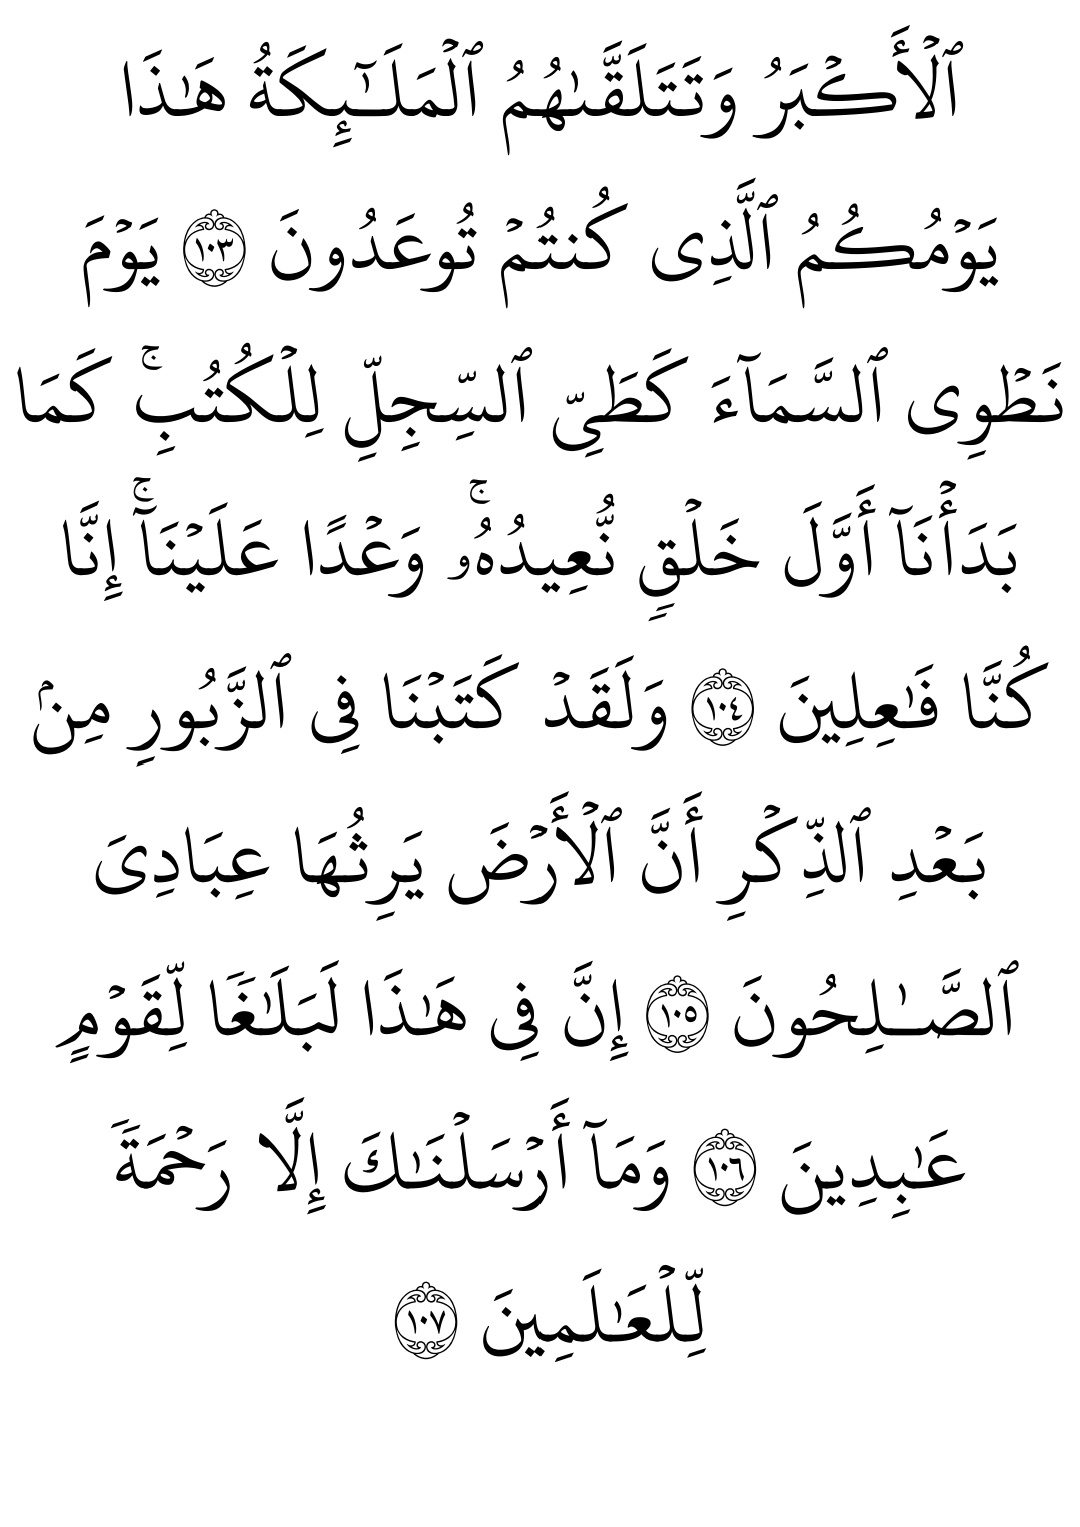 ٱلۡأَكۡبَرُ وَتَتَلَقَّىٰهُمُ ٱلۡمَلَـٰٓئِكَةُ هَـٰذَا
يَوۡمُكُمُ ٱلَّذِى كُنتُمۡ تُوعَدُونَ ١٠٣ يَوۡمَ
نَطۡوِى ٱلسَّمَآءَ كَطَىِّ ٱلسِّجِلِّ لِلۡكُتُبِۚ كَمَا
بَدَأۡنَآ أَوَّلَ خَلۡقٍ نُّعِيدُهُۥۚ وَعۡدًا عَلَيۡنَآۚ إِنَّا
كُنَّا فَـٰعِلِينَ ١٠٤ وَلَقَدۡ كَتَبۡنَا فِى ٱلزَّبُورِ مِنۢ
بَعۡدِ ٱلذِّكۡرِ أَنَّ ٱلۡأَرۡضَ يَرِثُهَا عِبَادِىَ
ٱلصَّـٰلِحُونَ ١٠٥ إِنَّ فِى هَـٰذَا لَبَلَـٰغًا لِّقَوۡمٍ
عَـٰبِدِينَ ١٠٦ وَمَآ أَرۡسَلۡنَـٰكَ إِلَّا رَحۡمَةً
لِّلۡعَـٰلَمِينَ ١٠٧